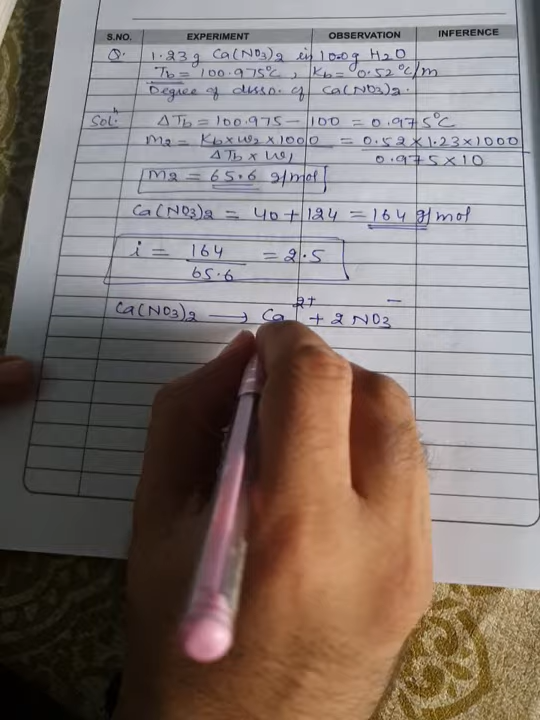 S.NO. EXPERIMENT OBSERVATION INFERENCE
Q. 1.23 g Ca(NO3)2 in 10.0g H2O
Tb = 100.975°C, Kb = 0.52°C/m
Degree of dissn. of Ca(NO3)2.
Sol: ΔTb = 100.975 - 100 = 0.975°C
M2 = Kb × w2 × 1000 / ΔTb × w1 = 0.52 × 1.23 × 1000 / 0.975 × 10
M2 = 65.6 g/mol
Ca(NO3)2 = 40 + 124 = 164 g/mol
i = 164 / 65.6 = 2.5
Ca(NO3)2 → Ca2+ + 2 NO3-